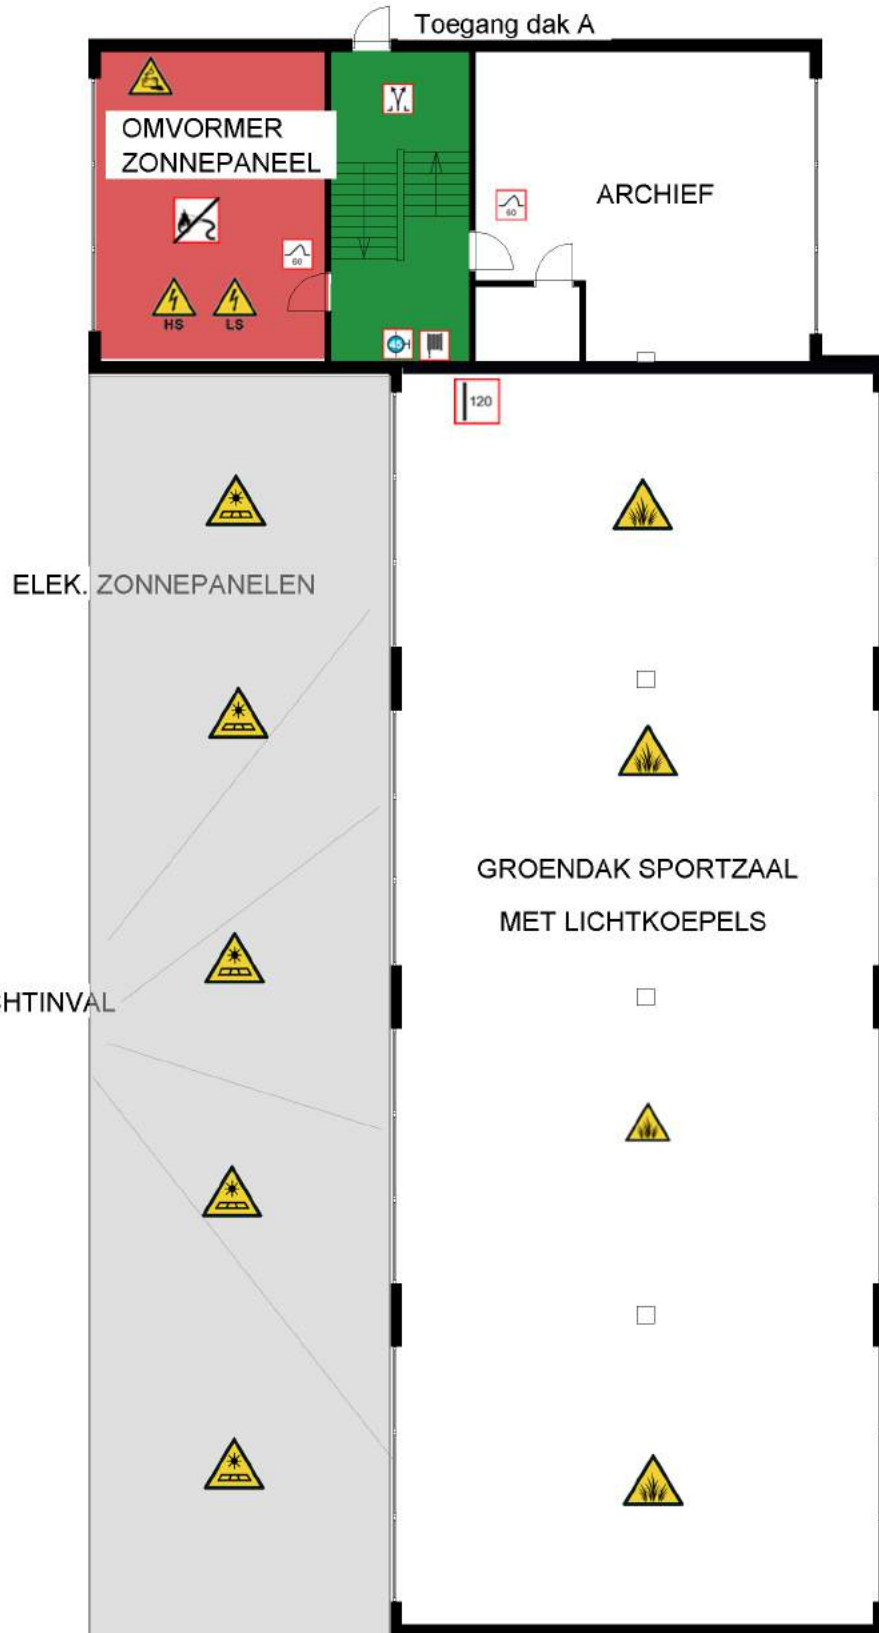 Toegang dak A
OMVORMER
ZONNEPANEEL
ARCHIEF
60
60
HS
LS
45
120
ELEK. ZONNEPANELEN
GROENDAK SPORTZAAL
MET LICHTKOEPELS
HTINVAL